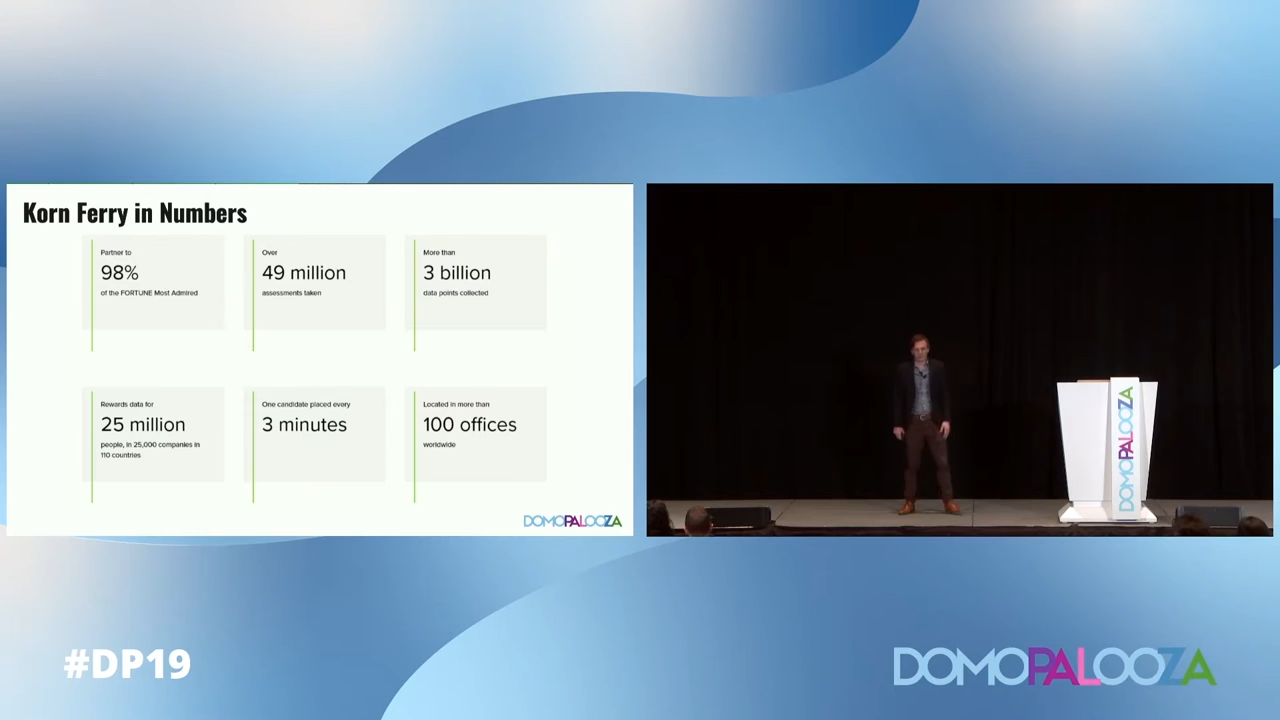 Korn Ferry in Numbers
Partner to
98%
of the FORTUNE Most Admired
Over
49 million
assessments taken
More than
3 billion
data points collected
Rewards data for
25 million
people, in 25,000 companies in
110 countries
One candidate placed every
3 minutes
Located in more than
100 offices
worldwide
DOMOPALOOZA
DOMOPALOOZA
#DP19
DOMOPALOOZA